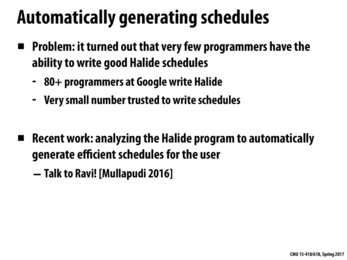 Automatically generating schedules
■ Problem: it turned out that very few programmers have the
ability to write good Halide schedules
- 80+ programmers at Google write Halide
- Very small number trusted to write schedules
■ Recent work: analyzing the Halide program to automatically
generate efficient schedules for the user
– Talk to Ravi! [Mullapudi 2016]
CMU 15-418/618, Spring 2017